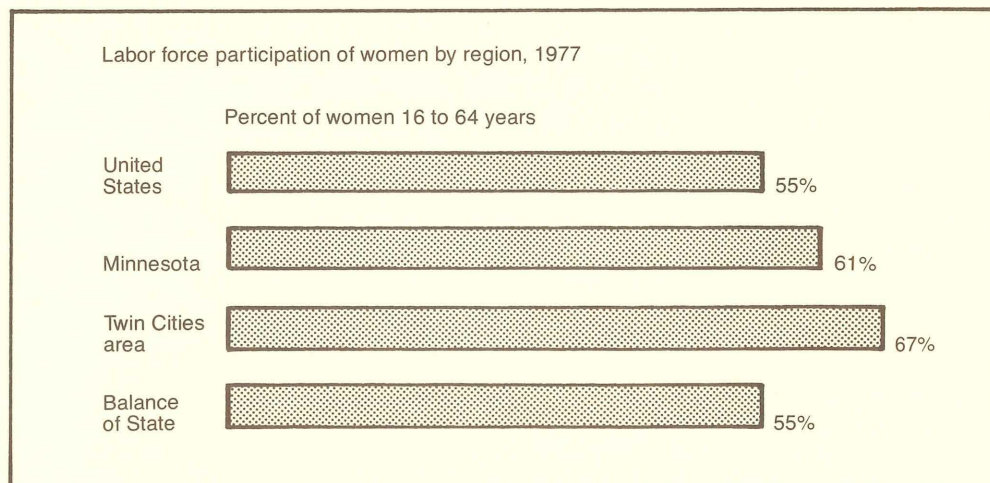 Labor force participation of women by region, 1977
Percent of women 16 to 64 years
United
States
55%
Minnesota
61%
Twin Cities
area
67%
Balance
of State
55%